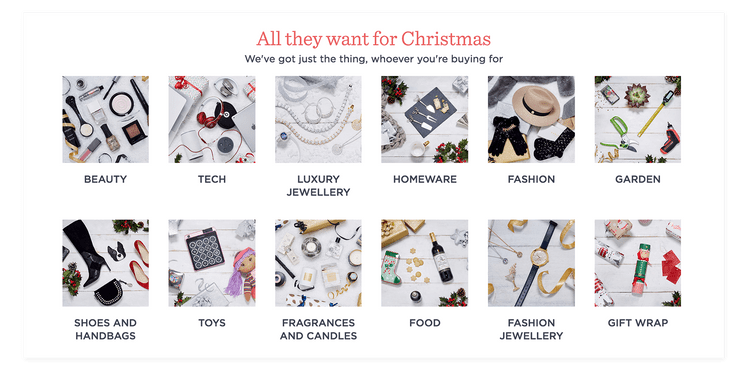 All they want for Christmas
We've got just the thing, whoever you're buying for
BEAUTY
TECH
LUXURY
JEWELLERY
HOMEWARE
FASHION
GARDEN
SHOES AND
HANDBAGS
TOYS
FRAGRANCES
AND CANDLES
FOOD
FASHION
JEWELLERY
GIFT WRAP